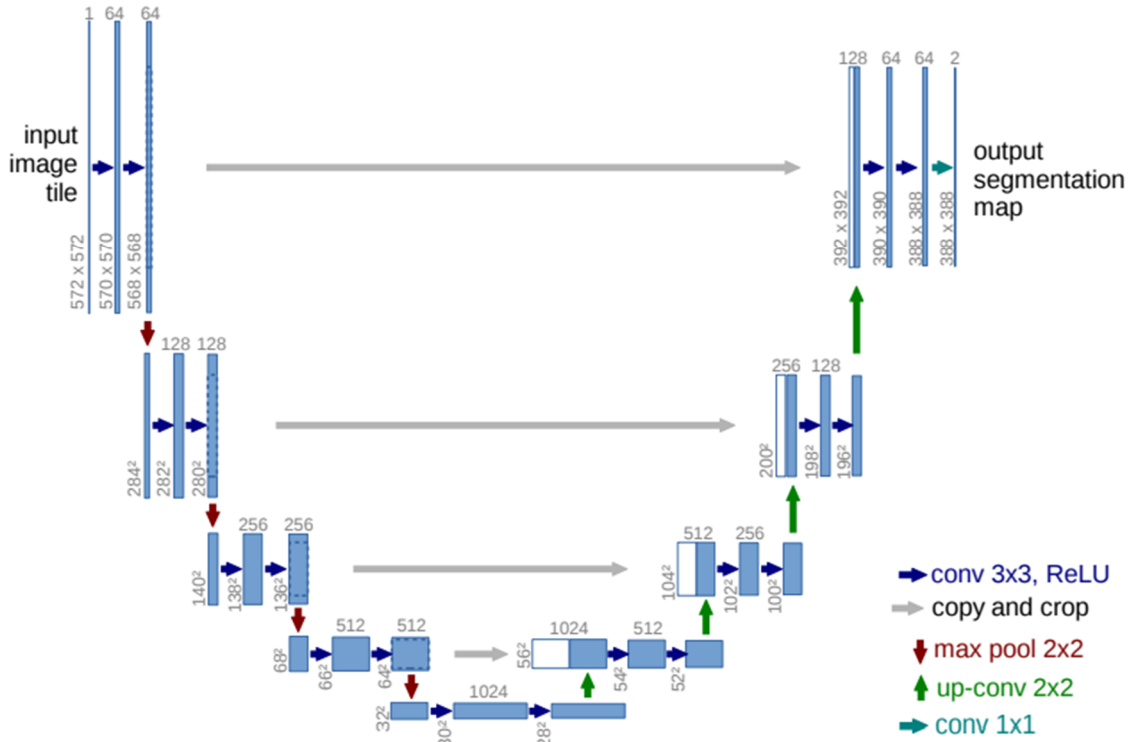 1 64 64
128 64 64 2
input
image
tile
output
segmentation
map
572 x 572
570 x 570
568 x 568
392 x 392
390 x 390
388 x 388
388 x 388
128 128
256 128
284²
282²
280²
200²
198²
196²
256 256
512 256
140²
138²
136²
104²
102²
100²
512 512
1024 512
68²
66²
64²
56²
54²
52²
1024
32²
30²
28²
conv 3x3, ReLU
copy and crop
max pool 2x2
up-conv 2x2
conv 1x1